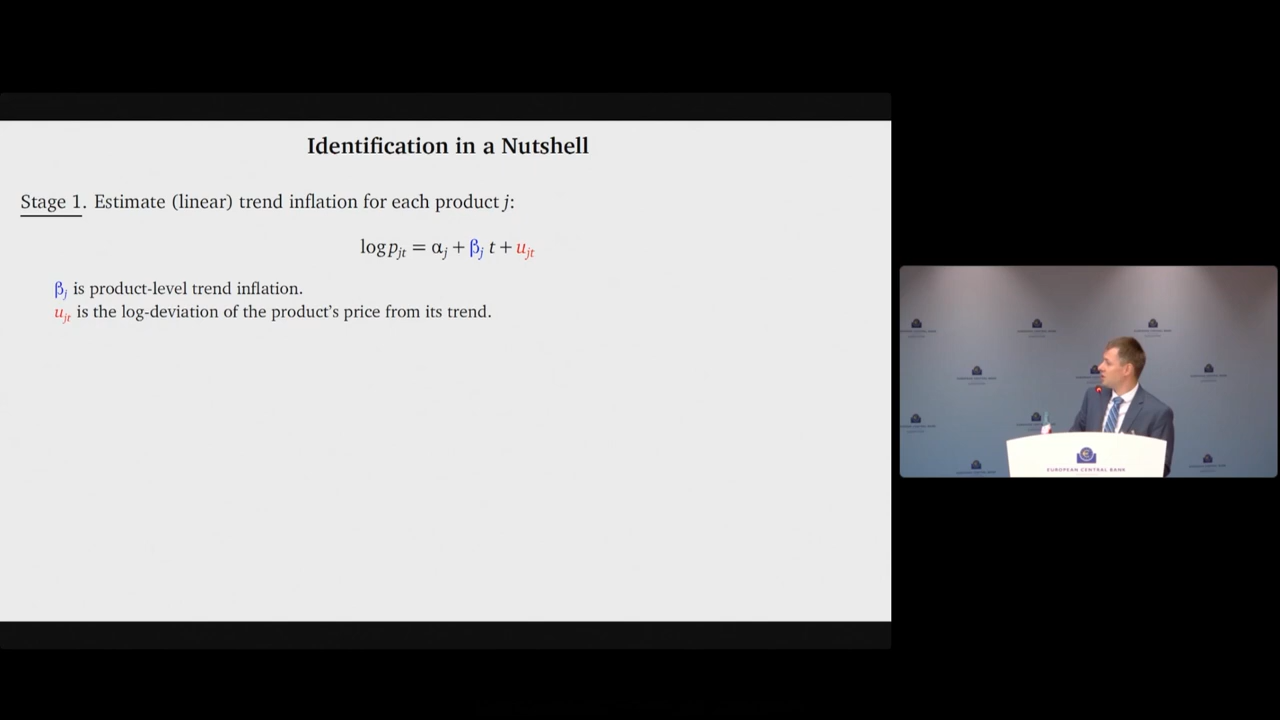 Identification in a Nutshell
Stage 1. Estimate (linear) trend inflation for each product j:
log p_jt = α_j + β_j t + u_jt
β_j is product-level trend inflation.
u_jt is the log-deviation of the product's price from its trend.
EUROPEAN CENTRAL BANK